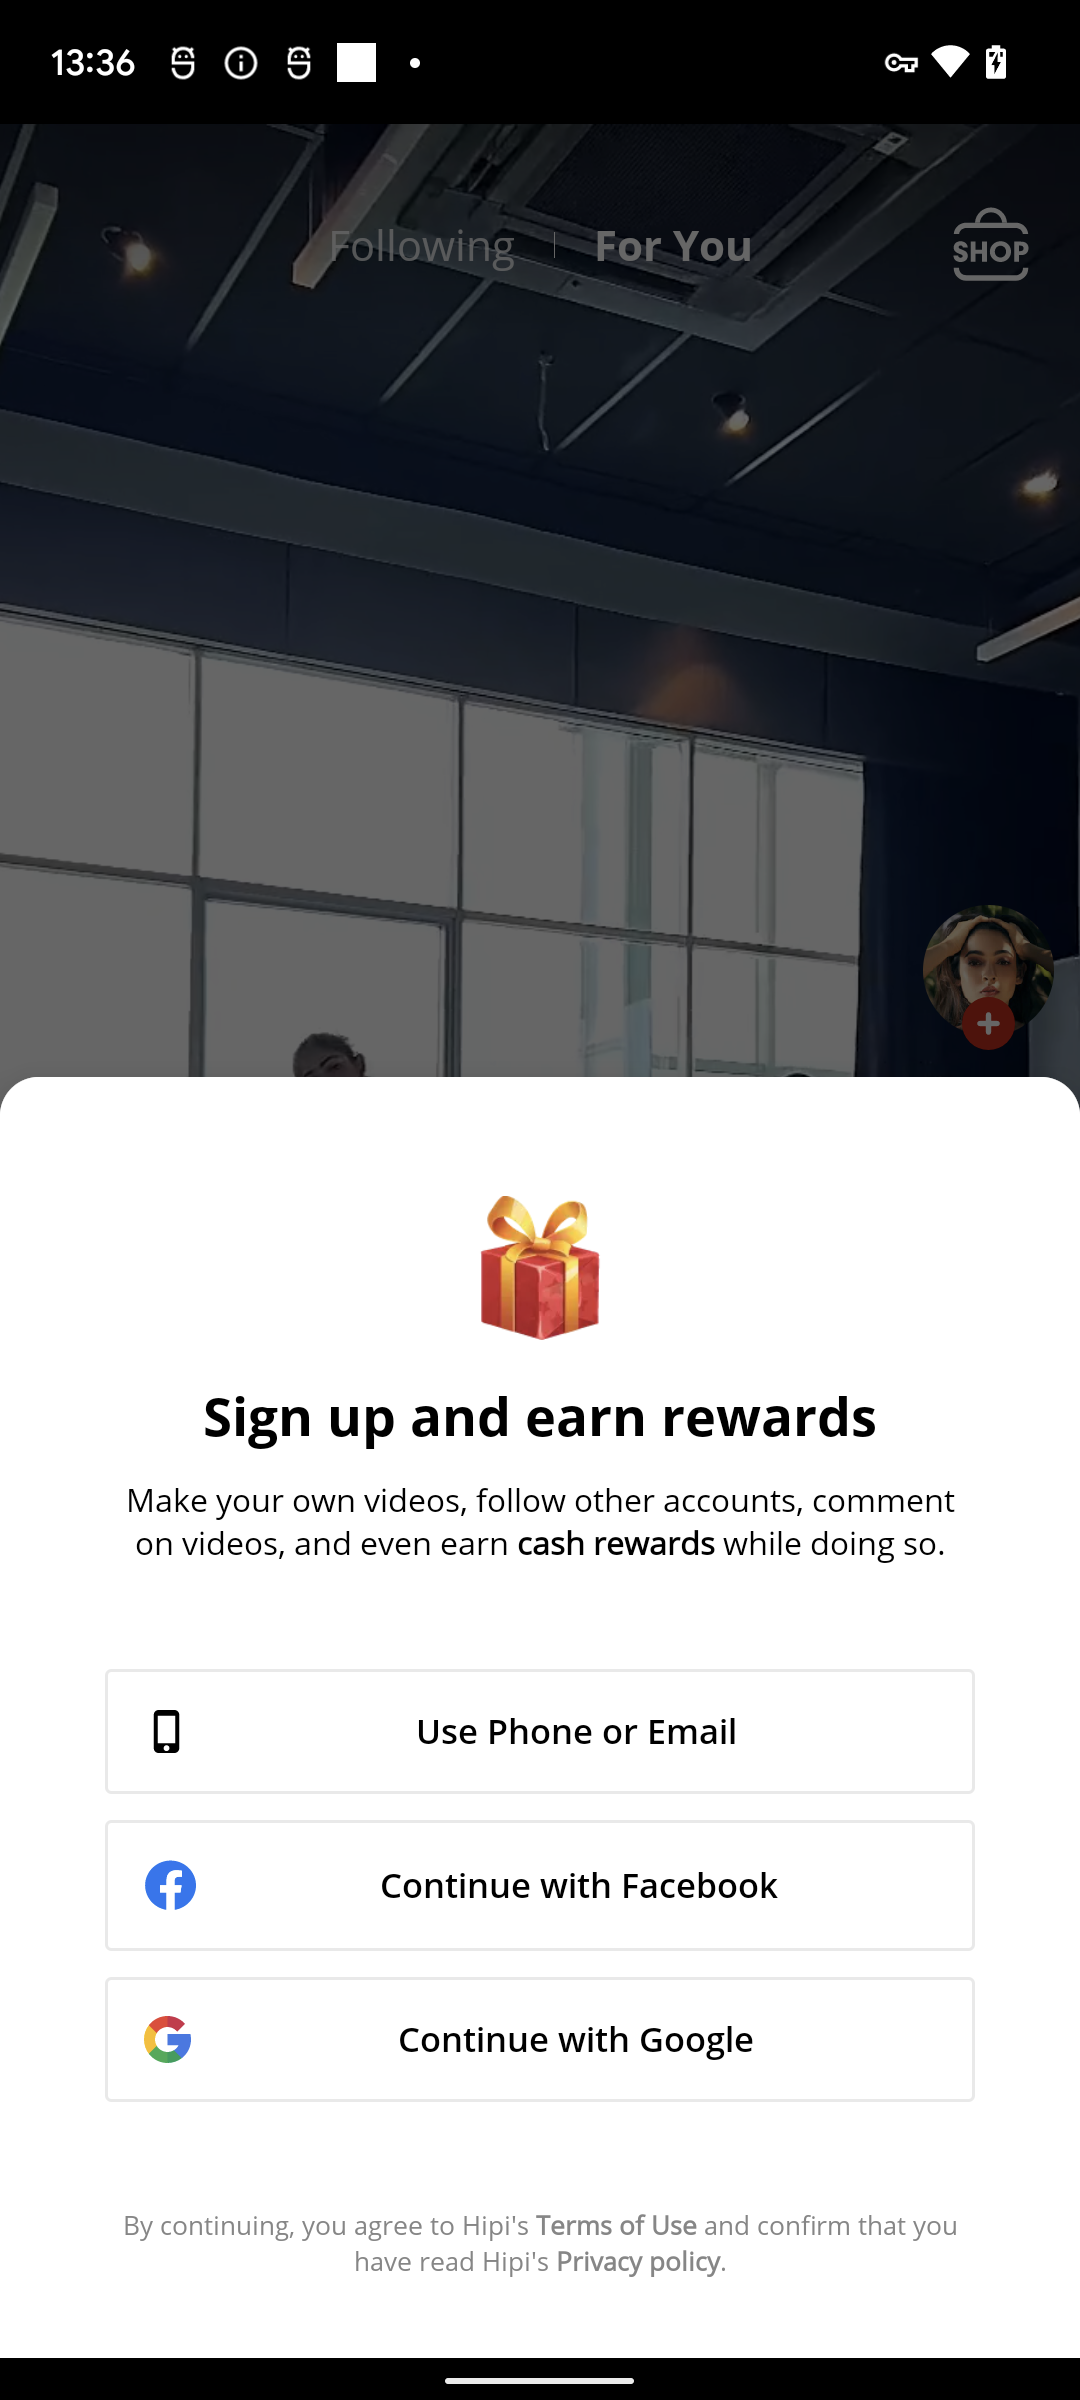 13:36
Following
For You
SHOP
Sign up and earn rewards
Make your own videos, follow other accounts, comment
on videos, and even earn cash rewards while doing so.
Use Phone or Email
Continue with Facebook
Continue with Google
By continuing, you agree to Hipi's Terms of Use and confirm that you
have read Hipi's Privacy policy.